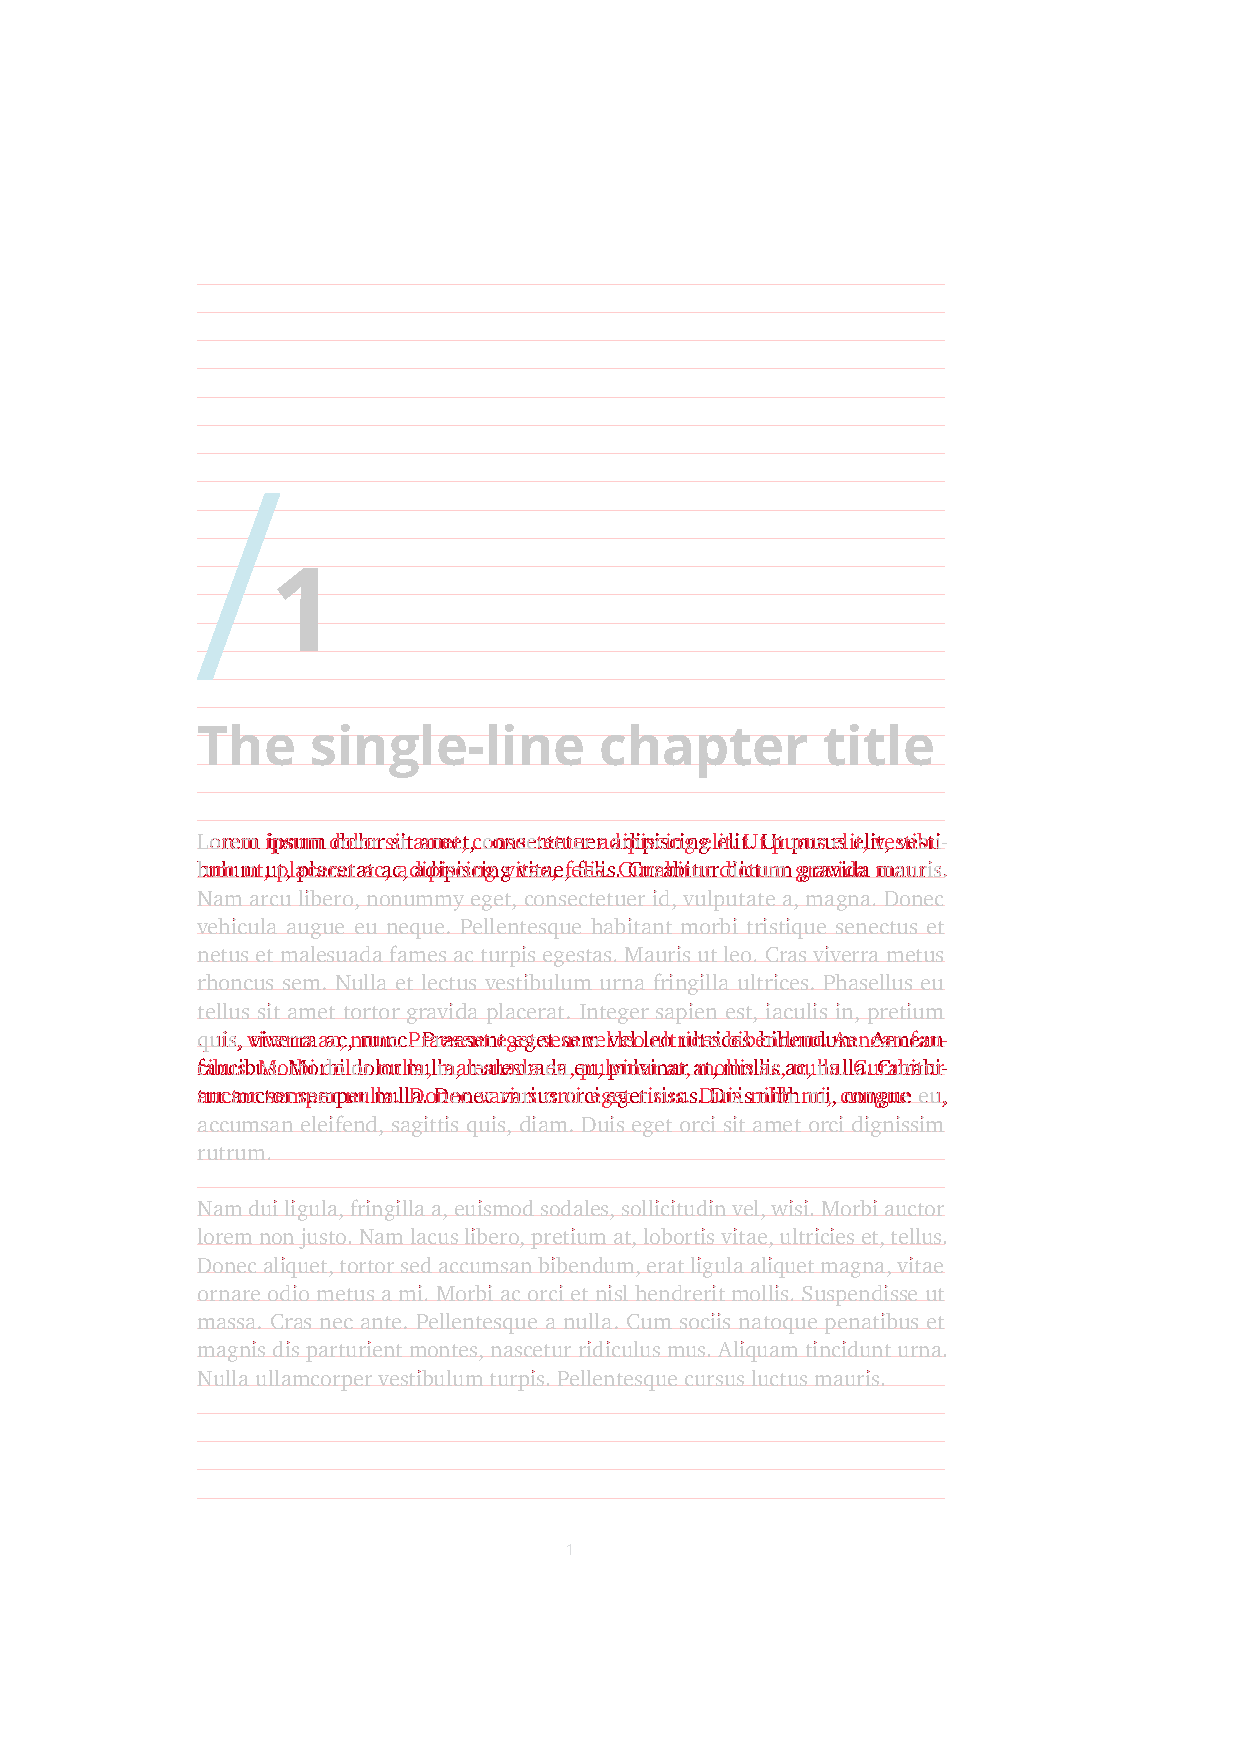 /1
The single-line chapter title
Lorem ipsum dolor sit amet, consectetuer adipiscing elit. Ut purus elit, vesti-
bulum ut, placerat ac, adipiscing vitae, felis. Curabitur dictum gravida mauris.
Nam arcu libero, nonummy eget, consectetuer id, vulputate a, magna. Donec
vehicula augue eu neque. Pellentesque habitant morbi tristique senectus et
netus et malesuada fames ac turpis egestas. Mauris ut leo. Cras viverra metus
rhoncus sem. Nulla et lectus vestibulum urna fringilla ultrices. Phasellus eu
tellus sit amet tortor gravida placerat. Integer sapien est, iaculis in, pretium
quis, viverra ac, nunc. Praesent eget sem vel leo ultrices bibendum. Aenean
Morbi dolor nulla, malesuada eu, pulvinar at, mollis ac, nulla.
auctor semper nulla. Donec varius orci eget risus. Duis nibh mi, congue eu,
accumsan eleifend, sagittis quis, diam. Duis eget orci sit amet orci dignissim
rutrum.
Nam dui ligula, fringilla a, euismod sodales, sollicitudin vel, wisi. Morbi auctor
lorem non justo. Nam lacus libero, pretium at, lobortis vitae, ultricies et, tellus.
Donec aliquet, tortor sed accumsan bibendum, erat ligula aliquet magna, vitae
ornare odio metus a mi. Morbi ac orci et nisl hendrerit mollis. Suspendisse ut
massa. Cras nec ante. Pellentesque a nulla. Cum sociis natoque penatibus et
magnis dis parturient montes, nascetur ridiculus mus. Aliquam tincidunt urna.
Nulla ullamcorper vestibulum turpis. Pellentesque cursus luctus mauris.
1